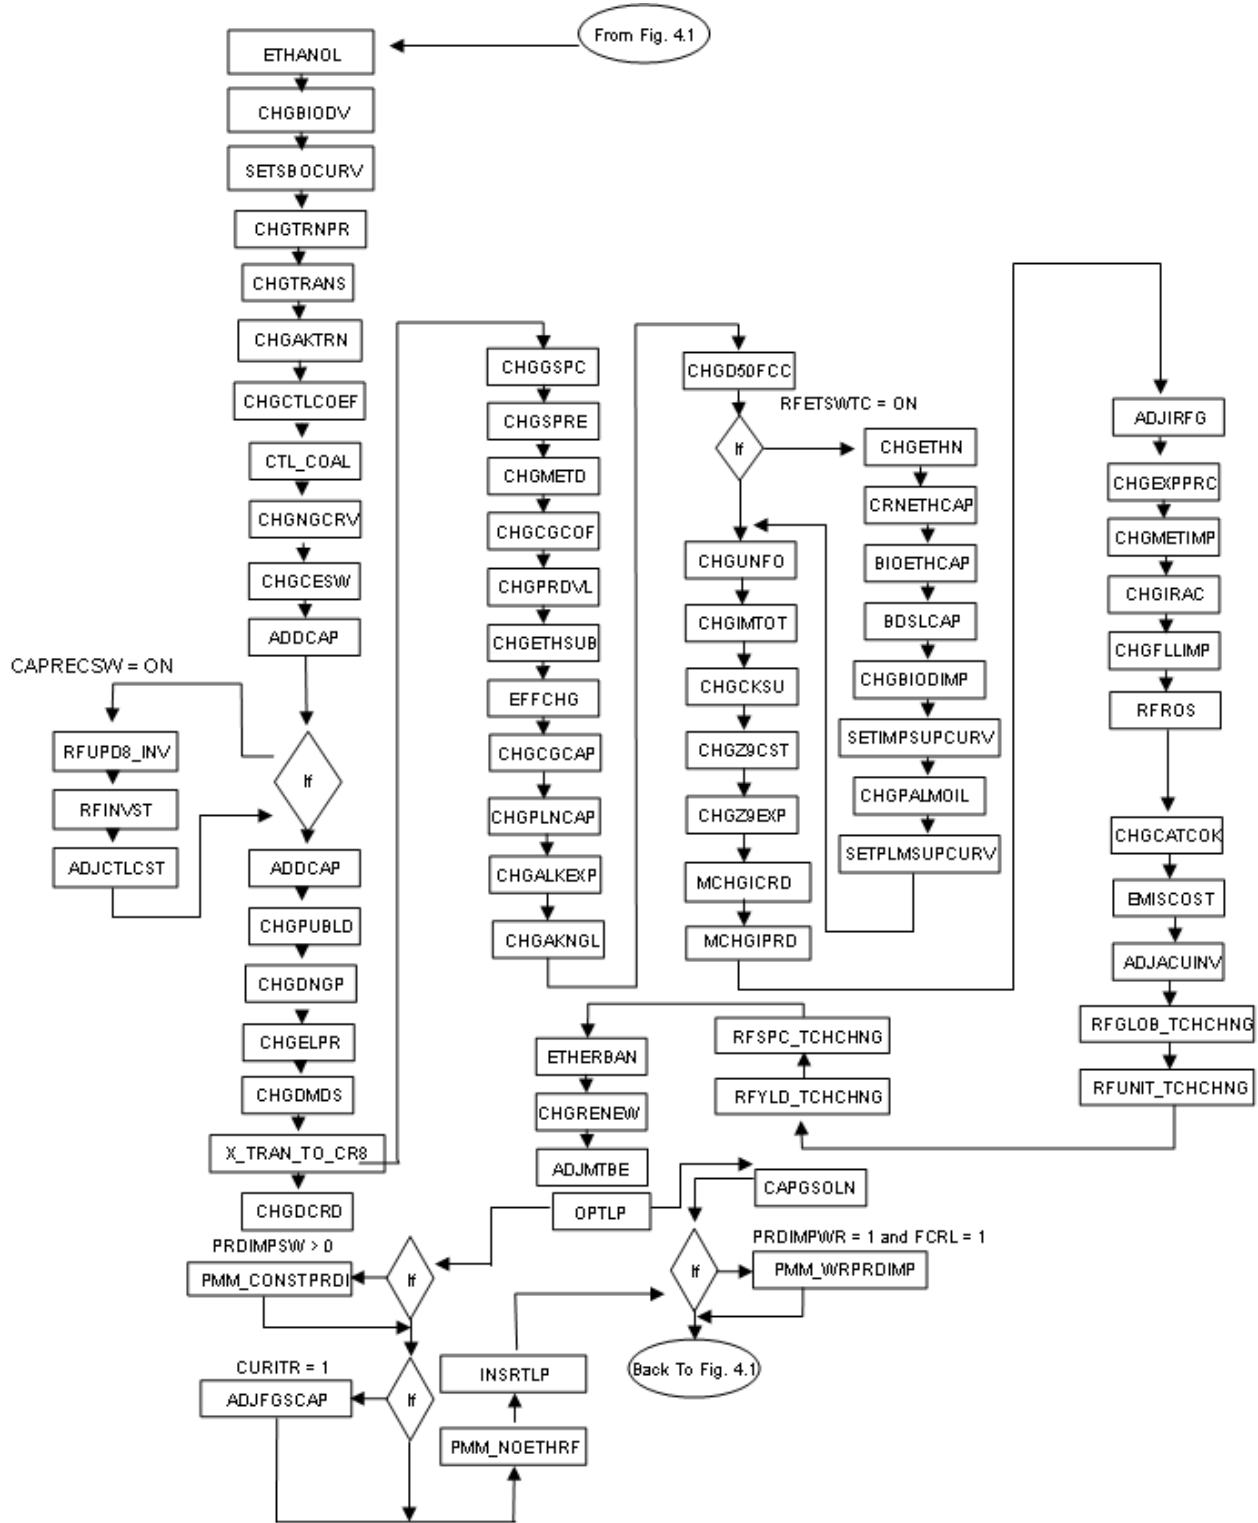 From Fig. 4.1
ETHANOL
CHGBIODV
SETSBOCURV
CHGTRNPR
CHGTRANS
CHGAKTRN
CHGCTLCOEF
CTL_COAL
CHGNGCRV
CHGCESW
ADDCAP
CAPRECSW = ON
If
RFUPD8_INV
RFINVST
ADJCTLCST
ADDCAP
CHGPUBLD
CHGDNGP
CHGELPR
CHGDMDS
X_TRAN_TO_CR8
CHGDCRD
CHGGSPC
CHGSPRE
CHGMETD
CHGCGCOF
CHGPRDVL
CHGETHSUB
EFFCHG
CHGCGCAP
CHGPLNCAP
CHGALKEXP
CHGAKNGL
CHGD50FCC
RFETSWTC = ON
If
CHGETHN
CRNETHCAP
BIOETHCAP
BDSLCAP
CHGBIODIMP
SETIMPSUPCURV
CHGPALMOIL
SETPLMSUPCURV
CHGUNFO
CHGIMTOT
CHGCKSU
CHGZ9CST
CHGZ9EXP
MCHGICRD
MCHGIPRD
ADJIRFG
CHGEXPPRC
CHGMETIMP
CHGIRAC
CHGFLLIMP
RFROS
CHGCATCOK
EMISCOST
ADJACUINV
RFGLOB_TCHCHNG
RFUNIT_TCHCHNG
RFYLD_TCHCHNG
RFSPC_TCHCHNG
ETHERBAN
CHGRENEW
ADJMTBE
OPTLP
CAPGSOLN
PRDIMPSW > 0
If
PMM_CONSTPRDI
CURITR = 1
If
ADJFGSCAP
PMM_NOETHRF
INSRTLP
PRDIMPWR = 1 and FCRL = 1
If
PMM_WRPRDIMP
Back To Fig. 4.1